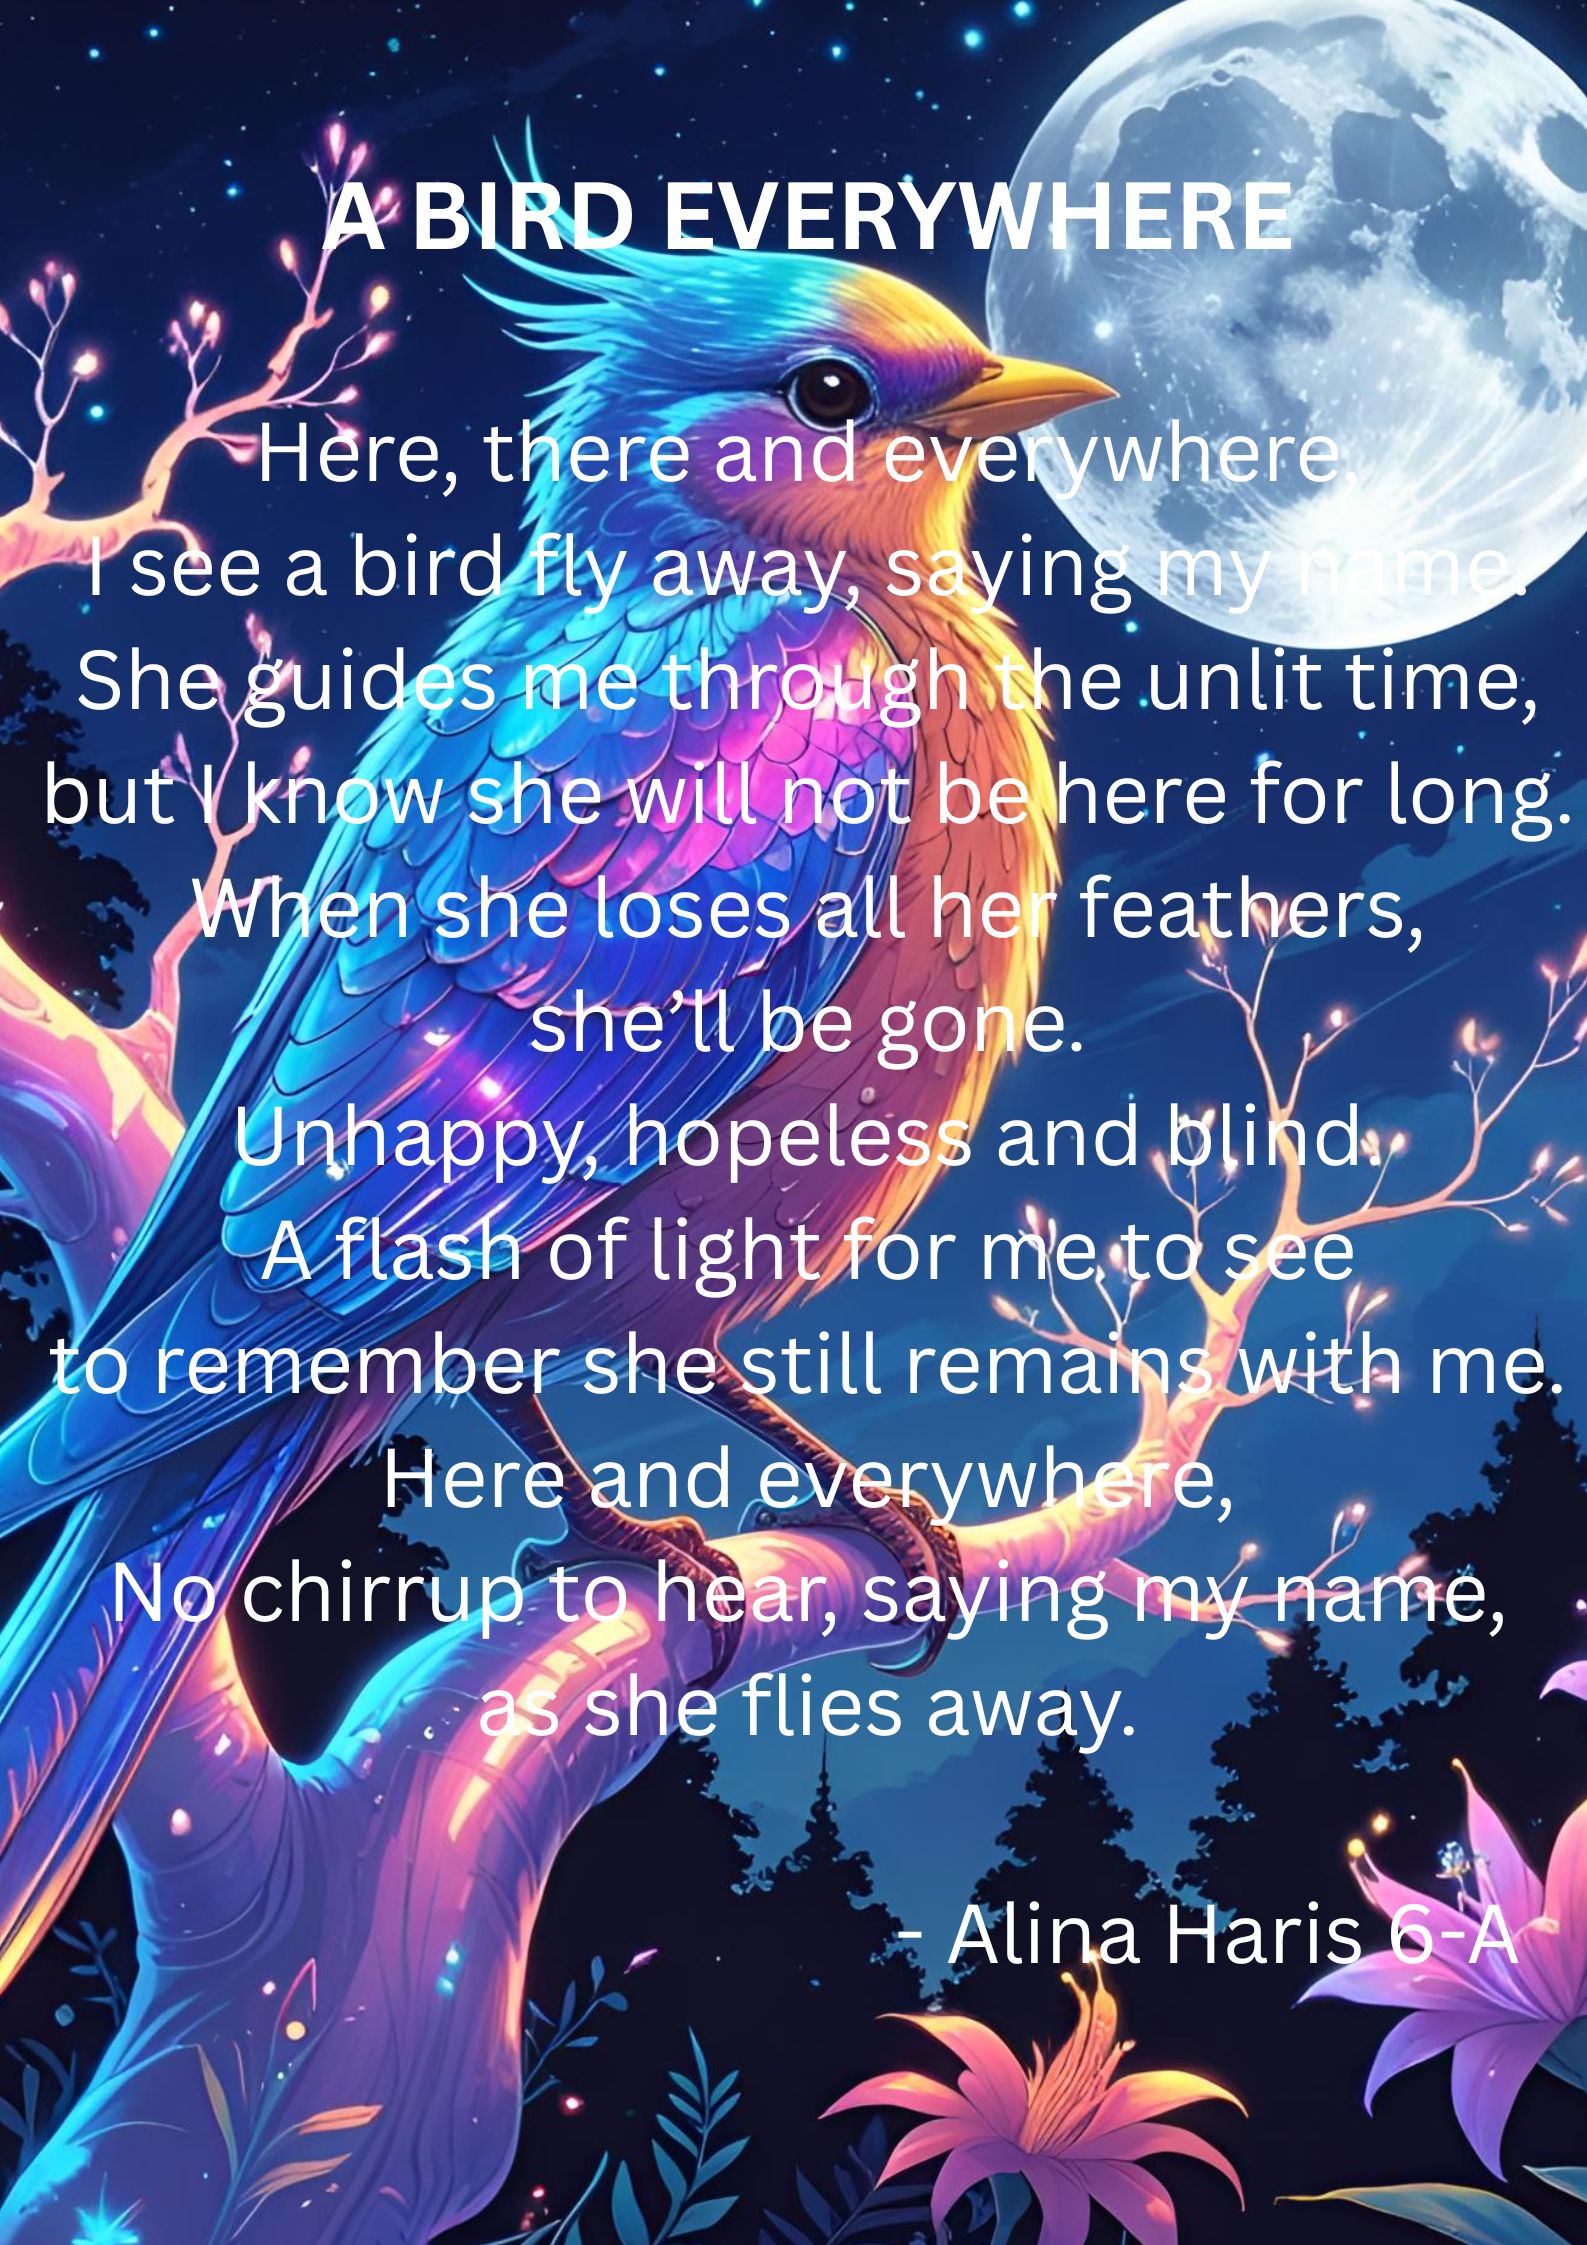 A BIRD EVERYWHERE
Here, there and everywhere,
I see a bird fly away, saying my name.
She guides me through the unlit time,
but I know she will not be here for long.
When she loses all her feathers,
she’ll be gone.
Unhappy, hopeless and blind.
A flash of light for me to see
to remember she still remains with me.
Here and everywhere,
No chirrup to hear, saying my name,
as she flies away.
- Alina Haris 6-A